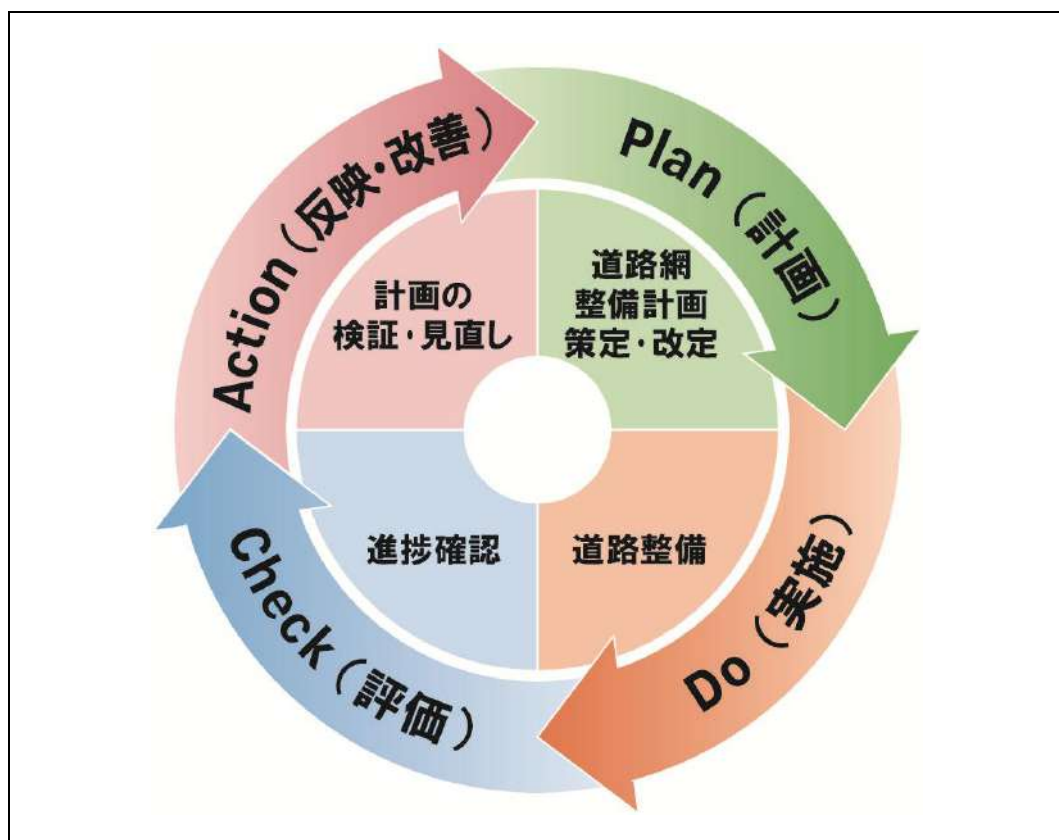 Plan（計画）
道路網
整備計画
策定・改定
Do（実施）
道路整備
Check（評価）
進捗確認
Action（反映・改善）
計画の
検証・見直し